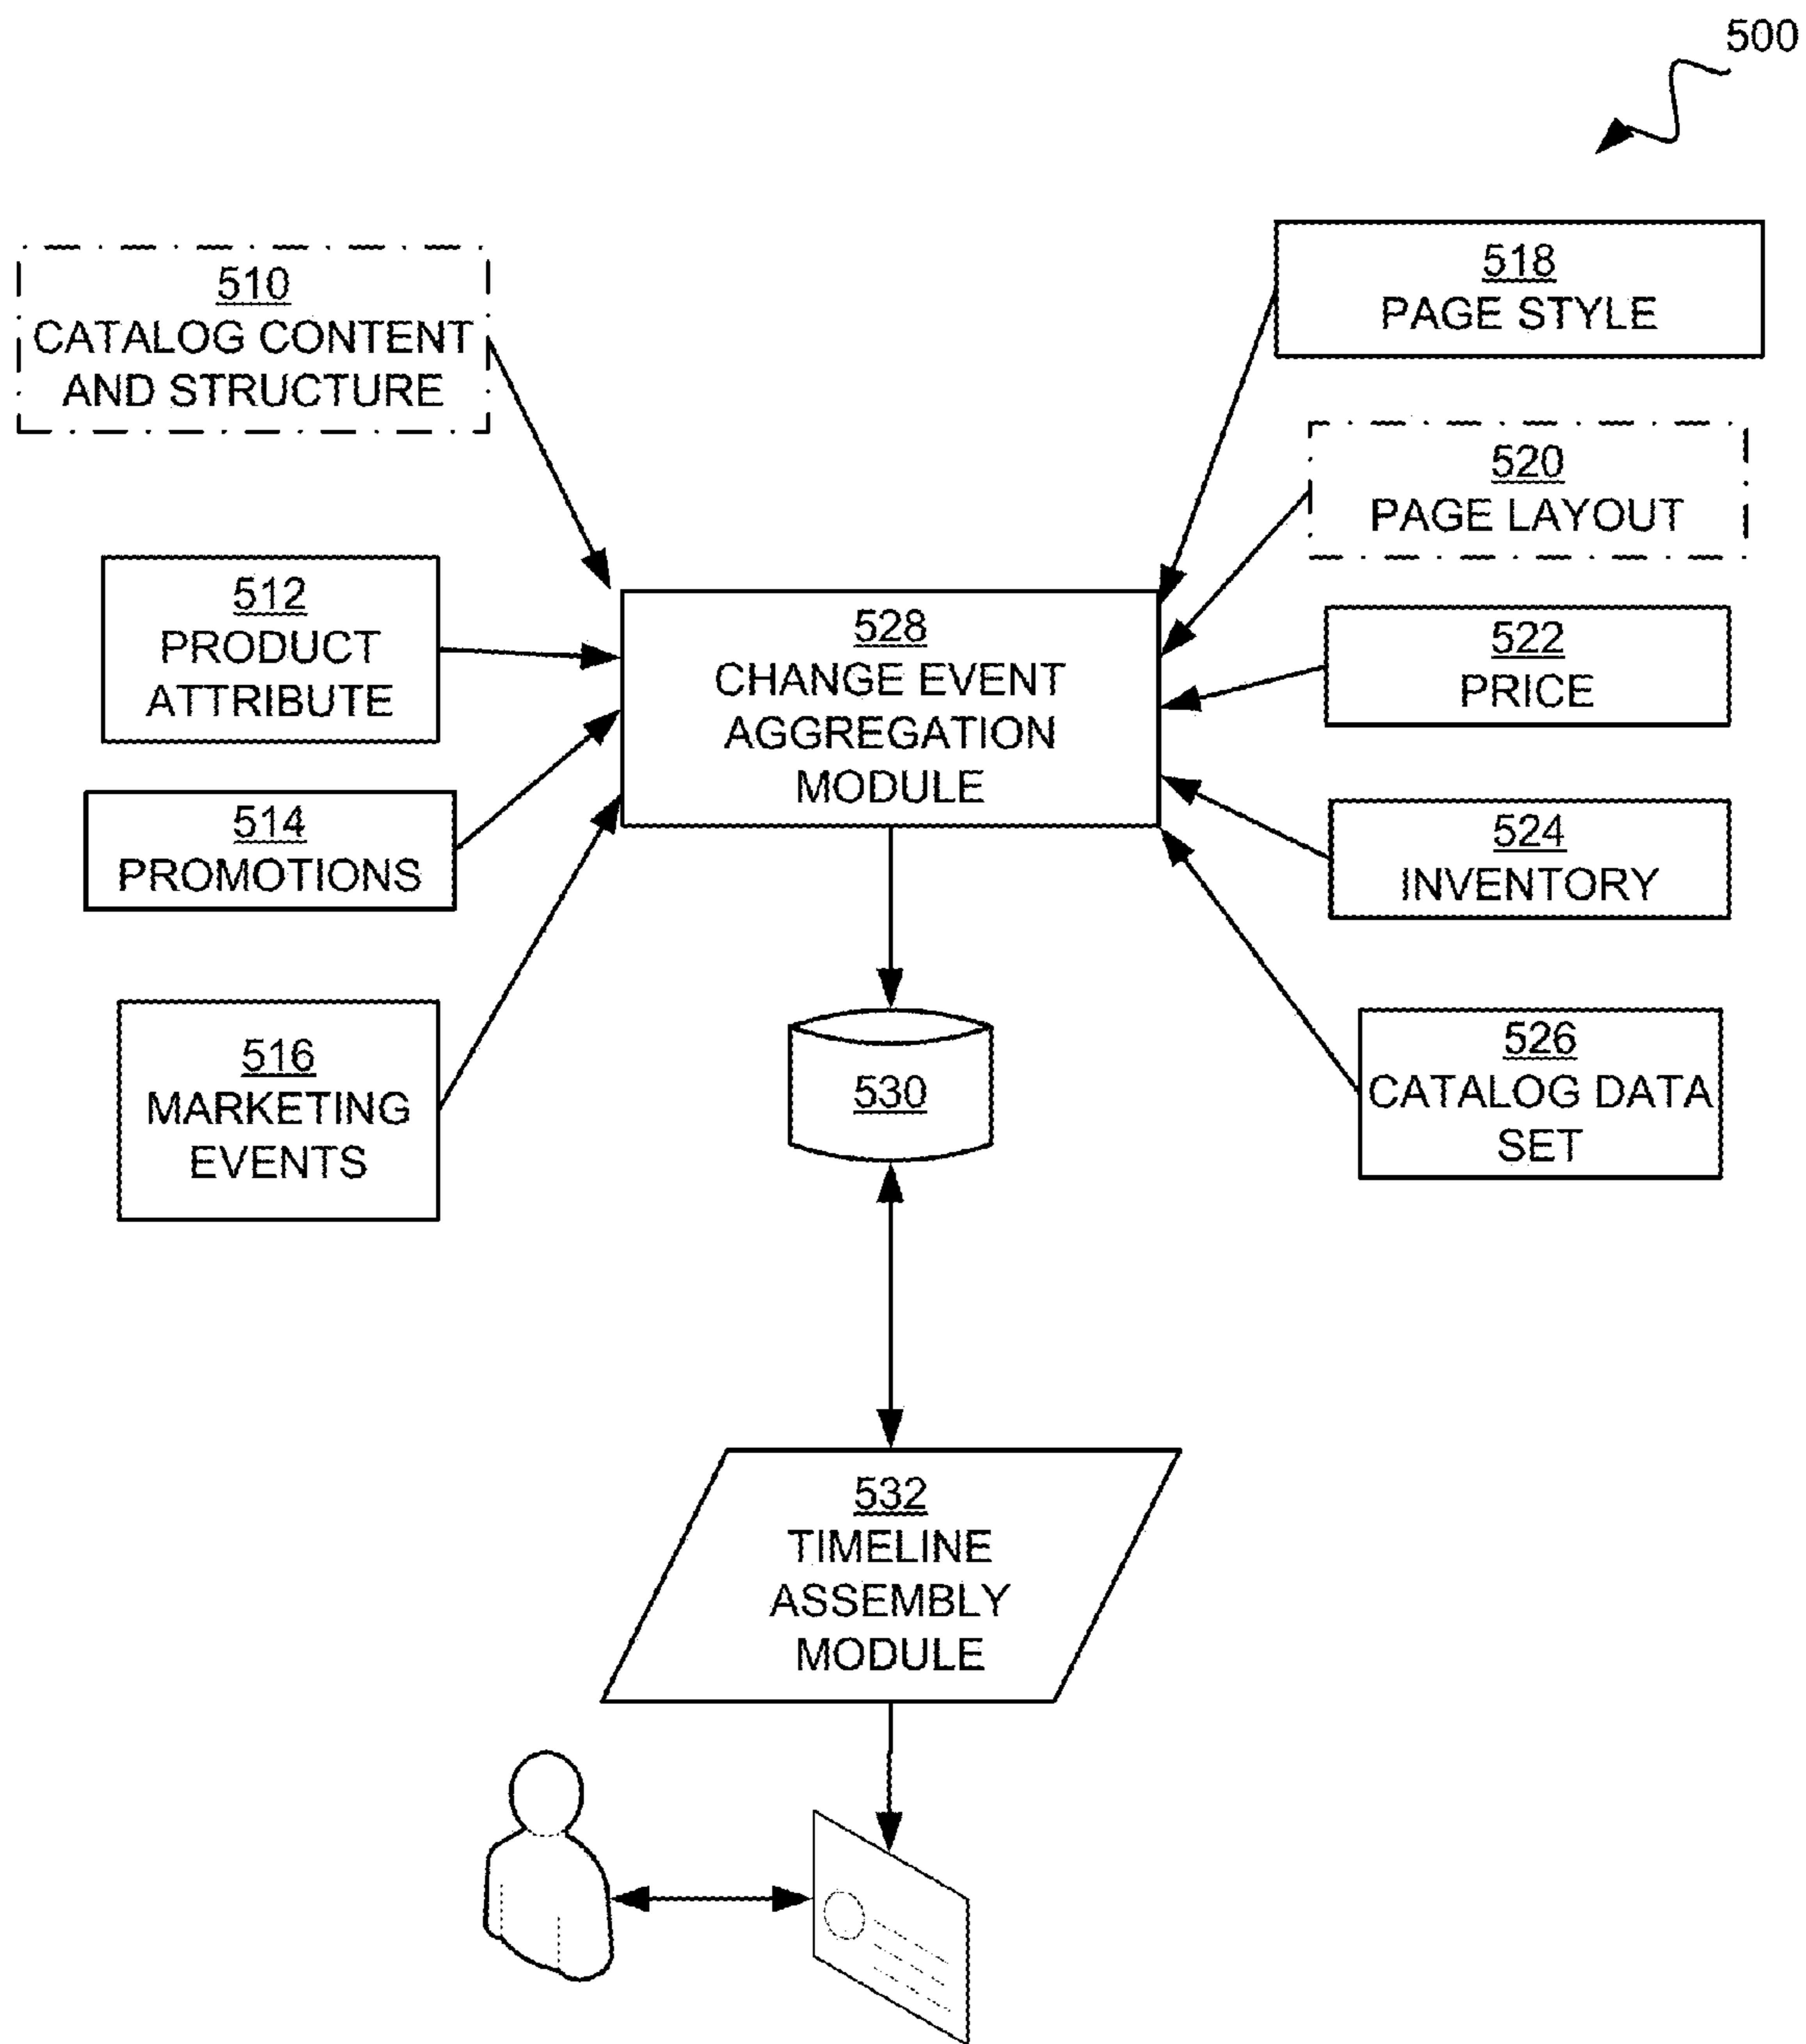 500
510
CATALOG CONTENT
AND STRUCTURE
512
PRODUCT
ATTRIBUTE
514
PROMOTIONS
516
MARKETING
EVENTS
518
PAGE STYLE
520
PAGE LAYOUT
522
PRICE
524
INVENTORY
526
CATALOG DATA
SET
528
CHANGE EVENT
AGGREGATION
MODULE
530
532
TIMELINE
ASSEMBLY
MODULE